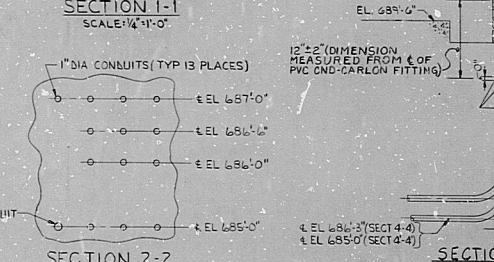 SECTION 1-1
SCALE:¼"=1'-0"
1" DIA CONDUITS (TYP 13 PLACES)
℄ EL 687'-0"
℄ EL 686'-6"
℄ EL 686'-0"
℄ EL 685'-0"
SECTION 2-2
EL. 689'-6"
12"±2" (DIMENSION
MEASURED FROM ℄ OF
PVC CND-CARLON FITTING)
℄ EL 686'-3" (SECT 4-4)
℄ EL 685'-0" (SECT 4'-4')
SECTIO